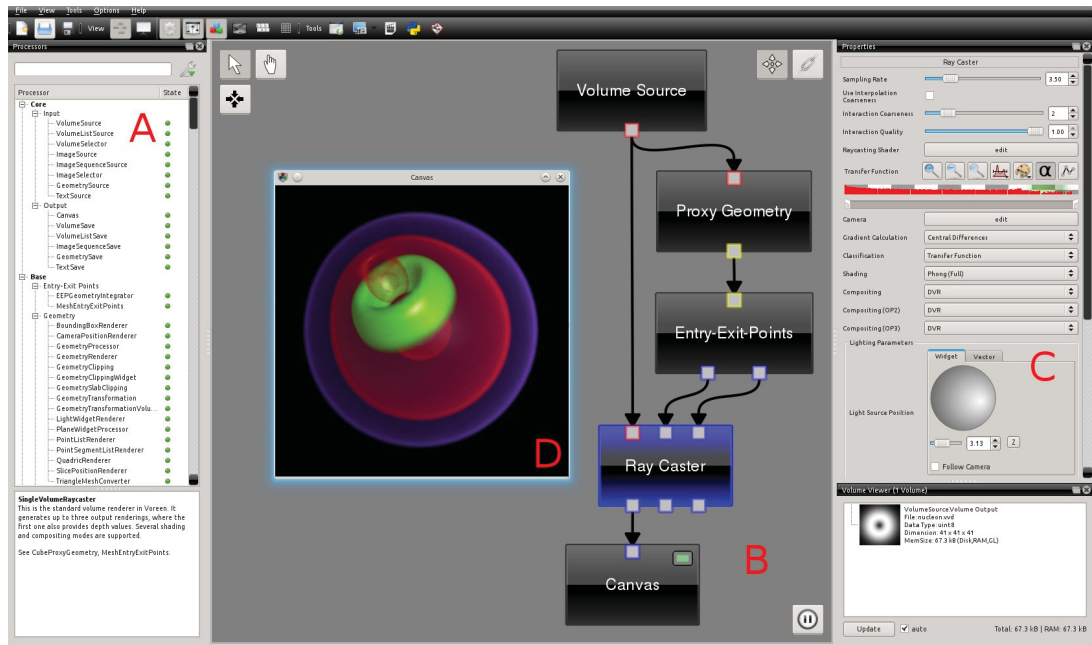 File View Tools Options Help
View Tools
Processors
Processor State
Core
Input
VolumeSource
VolumeListSource
VolumeSelector
ImageSource
ImageSequenceSource
ImageSelector
GeometrySource
TextSource
Output
Canvas
VolumeSave
VolumeListSave
ImageSequenceSave
GeometrySave
TextSave
Base
Entry-Exit Points
EEPGeometryIntegrator
MeshEntryExitPoints
Geometry
BoundingBoxRenderer
CameraPositionRenderer
GeometryProcessor
GeometryRenderer
GeometryClipping
GeometryClippingWidget
GeometrySlabClipping
GeometryTransformation
GeometryTransformationVolu...
LightWidgetRenderer
PlaneWidgetProcessor
PointListRenderer
PointSegmentListRenderer
QuadricRenderer
SlicePositionRenderer
TriangleMeshConverter
A
SingleVolumeRaycaster
This is the standard volume renderer in Voreen. It
generates up to three output renderings, where the
first one also provides depth values. Several shading
and compositing modes are supported.
See CubeProxyGeometry, MeshEntryExitPoints.
Canvas
D
Volume Source
Proxy Geometry
Entry-Exit-Points
Ray Caster
Canvas
B
Properties
Ray Caster
Sampling Rate 3.50
Use Interpolation
Coarseness
Interaction Coarseness 2
Interaction Quality 1.00
Raycasting Shader edit
Transfer Function α
Camera edit
Gradient Calculation Central Differences
Classification Transfer Function
Shading Phong (Full)
Compositing DVR
Compositing (OP2) DVR
Compositing (OP3) DVR
Lighting Parameters
Widget Vector
C
Light Source Position
3.13 Z
Follow Camera
Volume Viewer (1 Volume)
VolumeSource.Volume Output
File: nucleon.vvd
Data Type: uint8
Dimension: 41 x 41 x 41
MemSize: 67.3 kB (Disk,RAM,GL)
Update auto Total: 67.3 kB | RAM: 67.3 kB